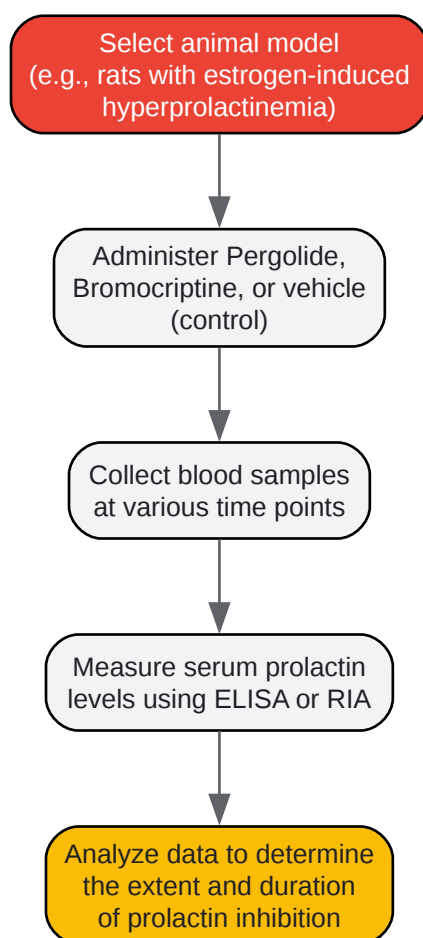 Select animal model
(e.g., rats with estrogen-induced
hyperprolactinemia)
Administer Pergolide,
Bromocriptine, or vehicle
(control)
Collect blood samples
at various time points
Measure serum prolactin
levels using ELISA or RIA
Analyze data to determine
the extent and duration
of prolactin inhibition